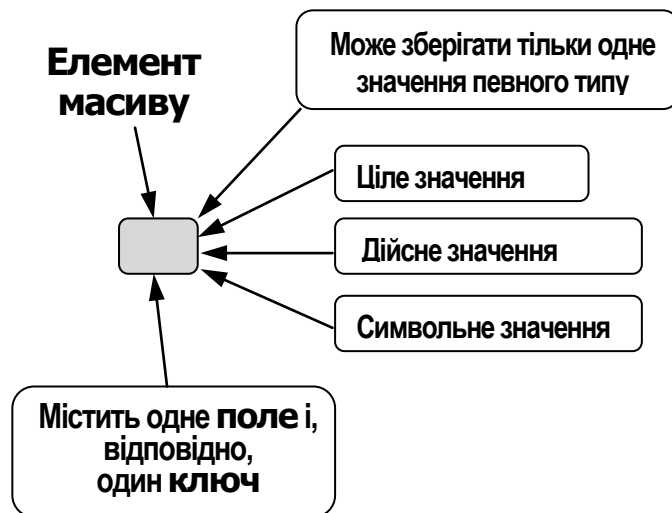 Елемент
масиву
Може зберігати тільки одне
значення певного типу
Ціле значення
Дійсне значення
Символьне значення
Містить одне поле і,
відповідно,
один ключ